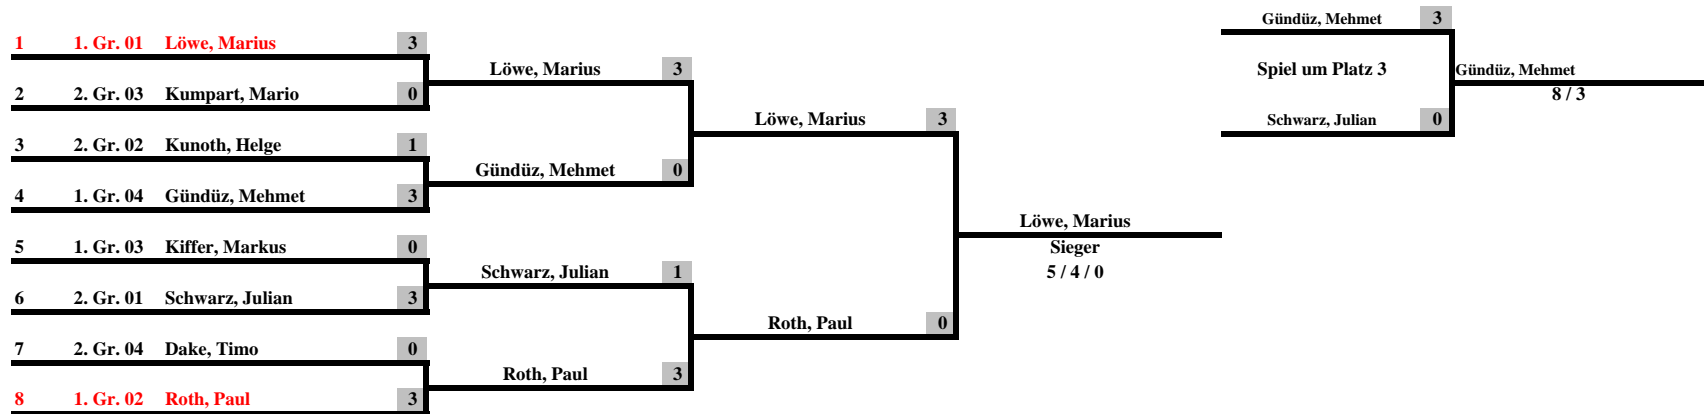 1 1. Gr. 01 Löwe, Marius 3
2 2. Gr. 03 Kumpart, Mario 0
3 2. Gr. 02 Kunoth, Helge 1
4 1. Gr. 04 Gündüz, Mehmet 3
5 1. Gr. 03 Kiffer, Markus 0
6 2. Gr. 01 Schwarz, Julian 3
7 2. Gr. 04 Dake, Timo 0
8 1. Gr. 02 Roth, Paul 3
Löwe, Marius 3
Gündüz, Mehmet 0
Schwarz, Julian 1
Roth, Paul 3
Löwe, Marius 3
Roth, Paul 0
Löwe, Marius
Sieger
5 / 4 / 0
Gündüz, Mehmet 3
Spiel um Platz 3
Schwarz, Julian 0
Gündüz, Mehmet
8 / 3